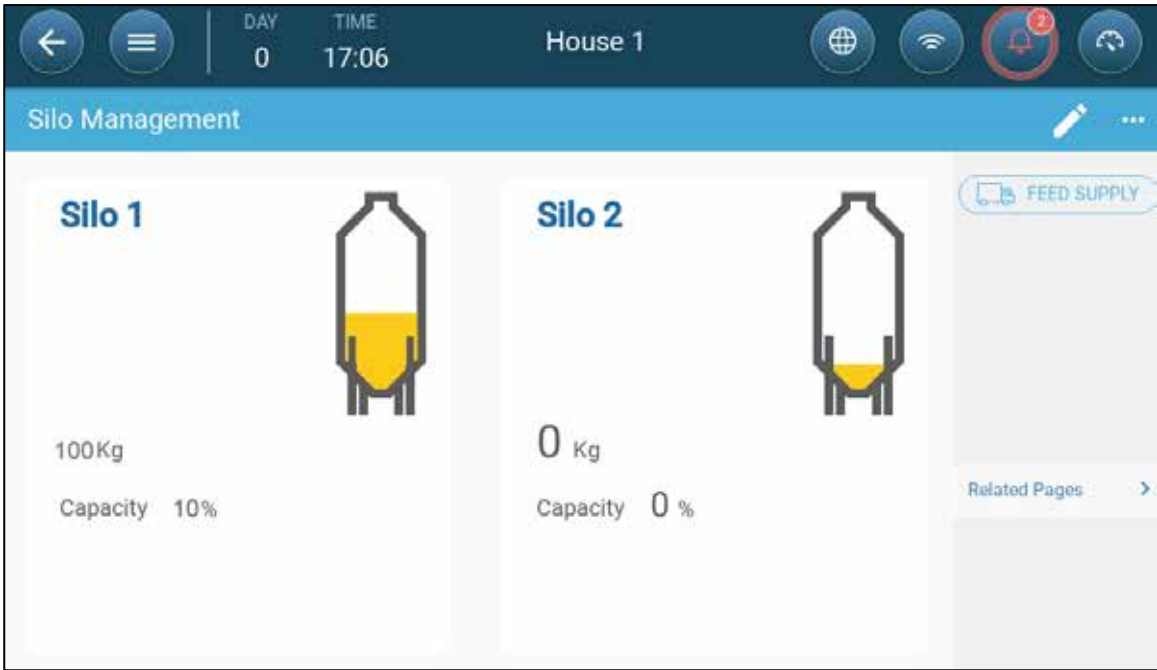 DAY TIME
0 17:06 House 1 2
Silo Management
Silo 1 Silo 2 FEED SUPPLY
100Kg 0 Kg
Capacity 10% Capacity 0 %
Related Pages